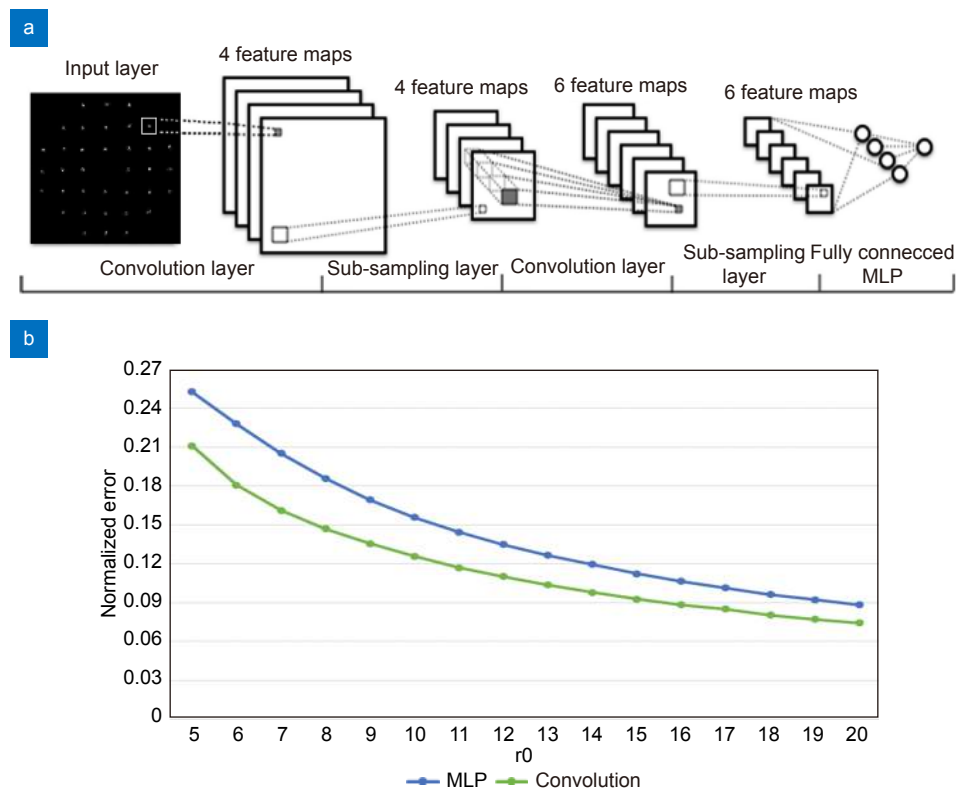 a
Input layer
4 feature maps
4 feature maps
6 feature maps
6 feature maps
Convolution layer
Sub-sampling layer
Convolution layer
Sub-sampling
layer
Fully connecced
MLP
b
Normalized error
0.27
0.24
0.21
0.18
0.15
0.12
0.09
0.06
0.03
0
5 6 7 8 9 10 11 12 13 14 15 16 17 18 19 20
r0
MLP Convolution